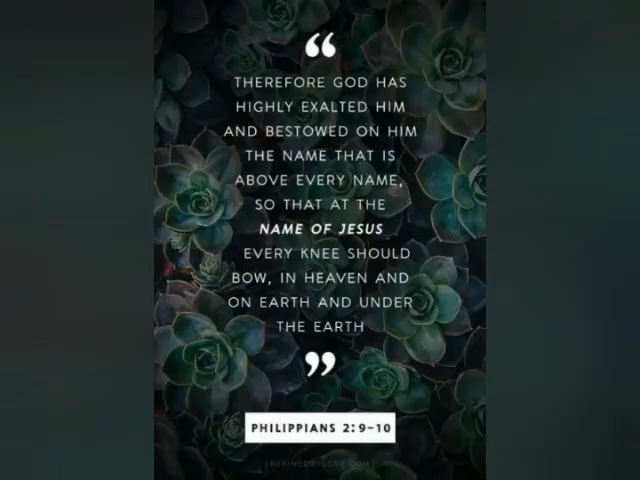 “
THEREFORE GOD HAS
HIGHLY EXALTED HIM
AND BESTOWED ON HIM
THE NAME THAT IS
ABOVE EVERY NAME,
SO THAT AT THE
NAME OF JESUS
EVERY KNEE SHOULD
BOW, IN HEAVEN AND
ON EARTH AND UNDER
THE EARTH
”
PHILIPPIANS 2:9-10